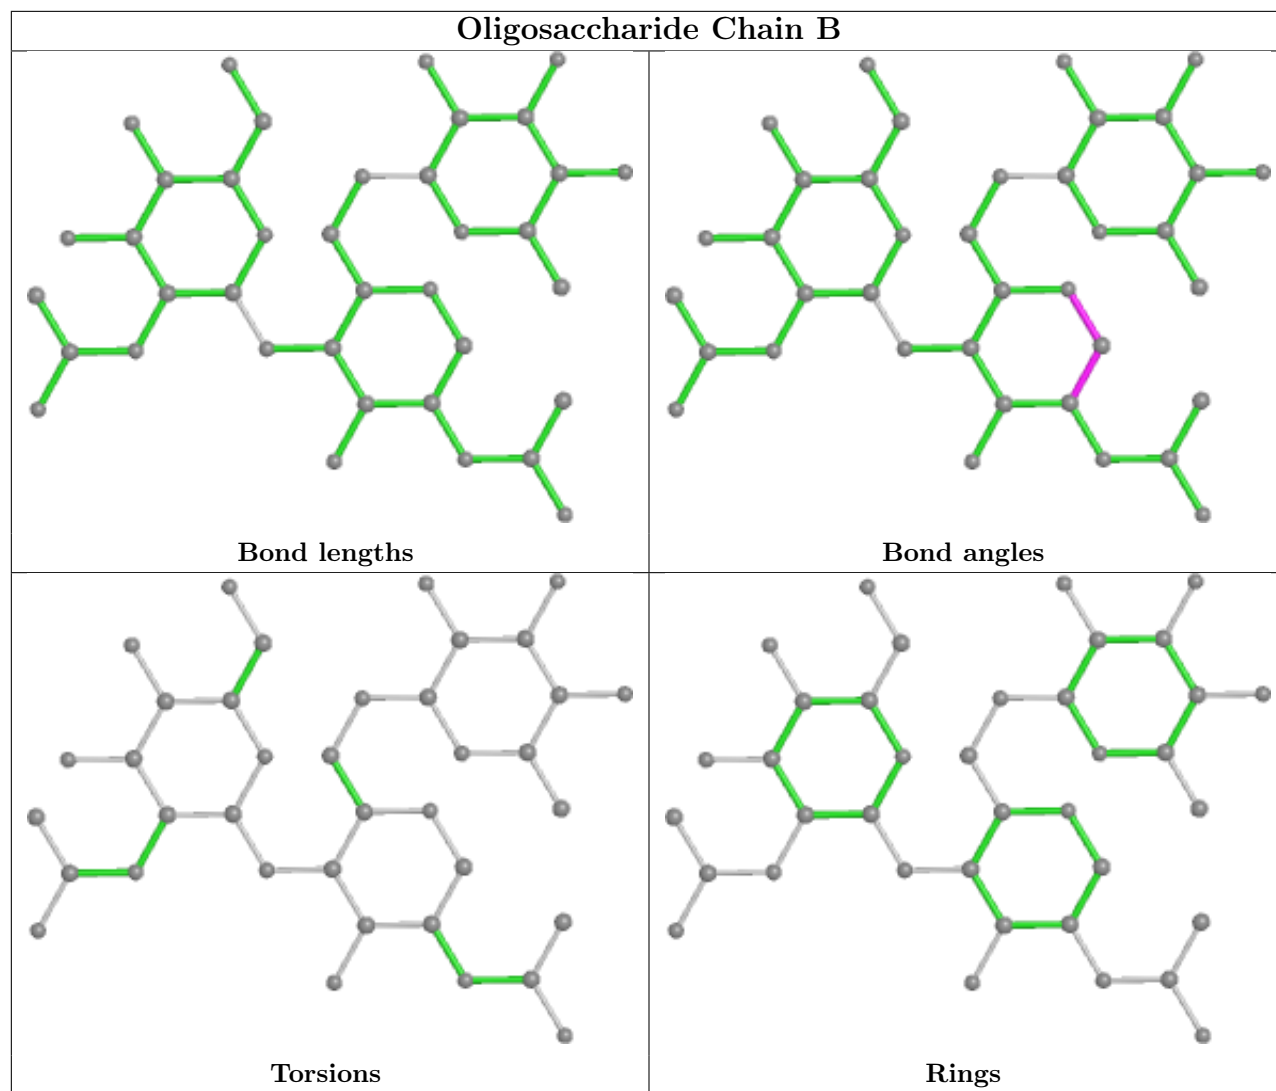 Oligosaccharide Chain B
Bond lengths
Bond angles
Torsions
Rings